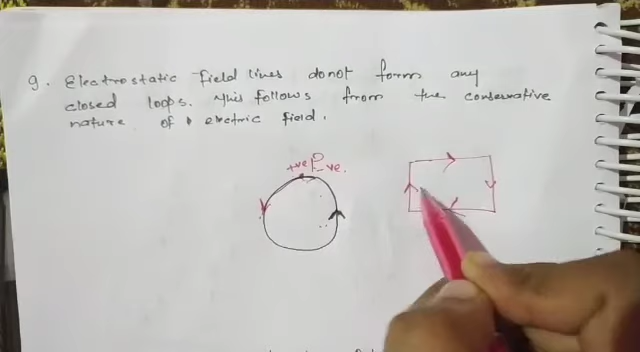 9. Electrostatic field lines donot form any
closed loops. This follows from the conservative
nature of electric field.
+ve -ve.